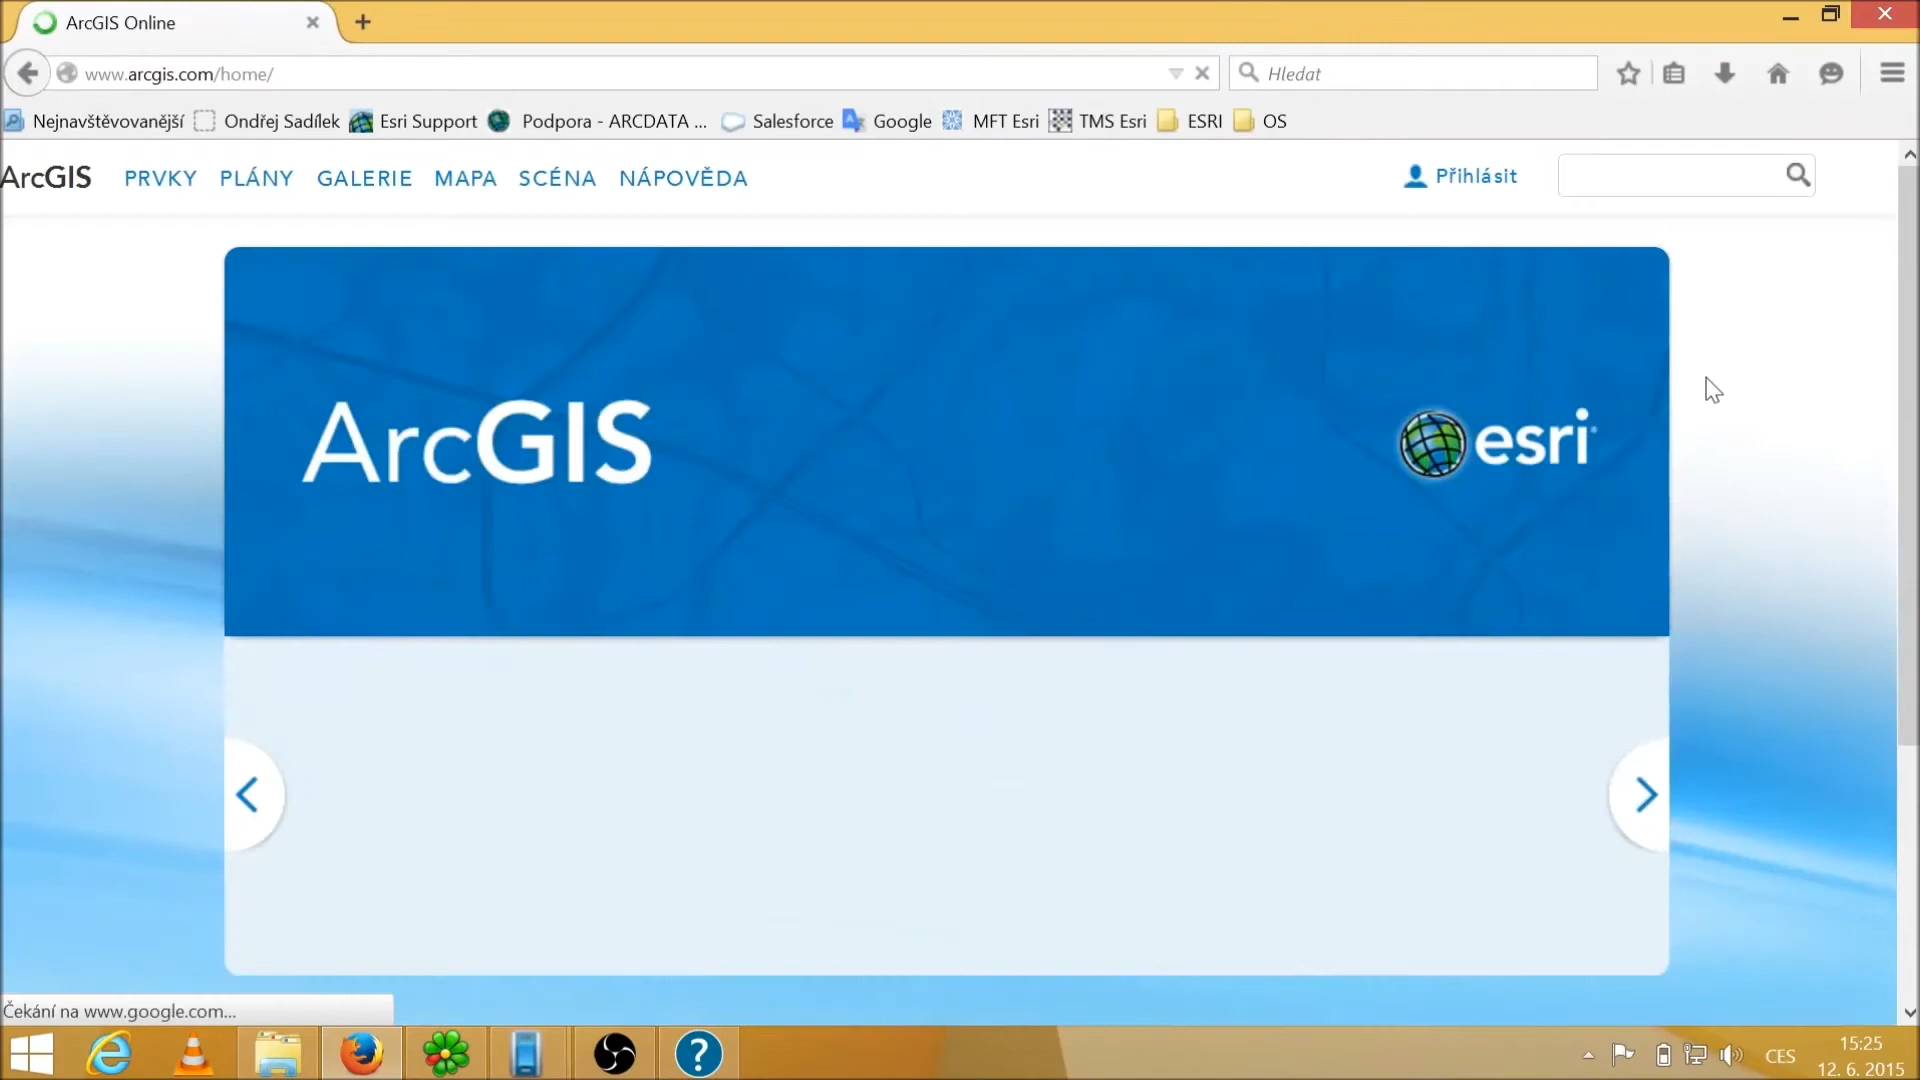 ArcGIS Online
www.arcgis.com/home/
Hledat
Nejnavštěvovanější Ondřej Sadílek Esri Support Podpora - ARCDATA ... Salesforce Google MFT Esri TMS Esri ESRI OS
ArcGIS PRVKY PLÁNY GALERIE MAPA SCÉNA NÁPOVĚDA Přihlásit
ArcGIS
esri
Čekání na www.google.com...
CES
15:25
12. 6. 2015